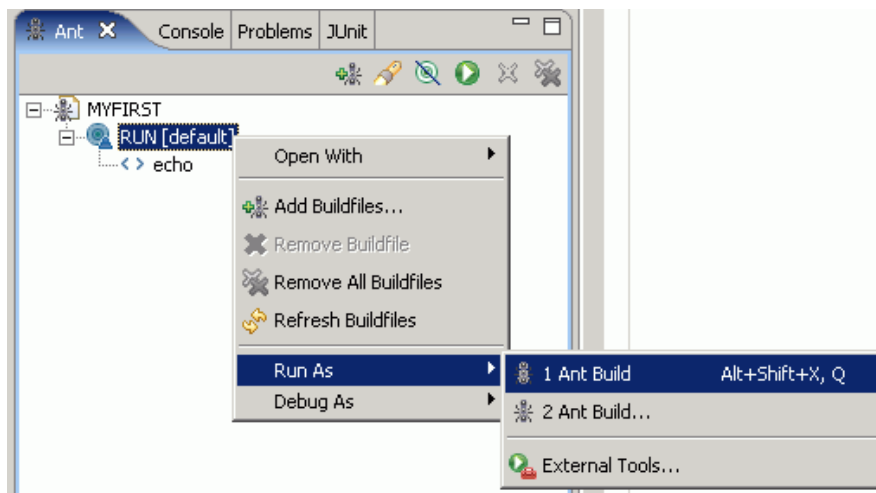 Ant Console Problems JUnit
MYFIRST
RUN [default]
echo
Open With
Add Buildfiles...
Remove Buildfile
Remove All Buildfiles
Refresh Buildfiles
Run As
Debug As
1 Ant Build Alt+Shift+X, Q
2 Ant Build...
External Tools...